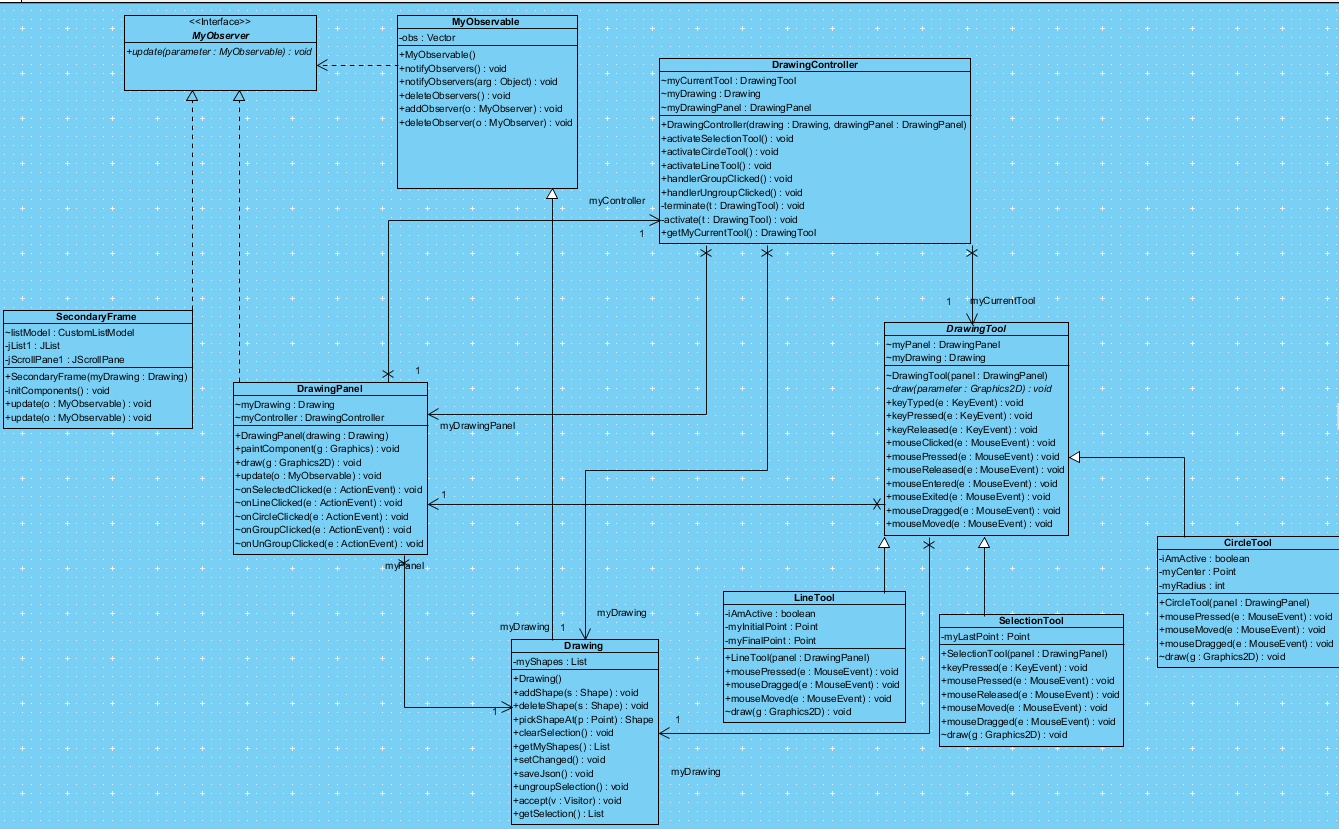 <<Interface>>
MyObserver
+update(parameter : MyObservable) : void
MyObservable
-obs : Vector
+MyObservable()
+notifyObservers() : void
+notifyObservers(arg : Object) : void
+deleteObservers() : void
+addObserver(o : MyObserver) : void
+deleteObserver(o : MyObserver) : void
DrawingController
~myCurrentTool : DrawingTool
~myDrawing : Drawing
~myDrawingPanel : DrawingPanel
+DrawingController(drawing : Drawing, drawingPanel : DrawingPanel)
+activateSelectionTool() : void
+activateCircleTool() : void
+activateLineTool() : void
+handlerGroupClicked() : void
+handlerUngroupClicked() : void
-terminate(t : DrawingTool) : void
-activate(t : DrawingTool) : void
+getMyCurrentTool() : DrawingTool
myController
1
1
myCurrentTool
SecondaryFrame
~listModel : CustomListModel
-jList1 : JList
-jScrollPane1 : JScrollPane
+SecondaryFrame(myDrawing : Drawing)
-initComponents() : void
+update(o : MyObservable) : void
+update(o : MyObservable) : void
1
DrawingPanel
~myDrawing : Drawing
~myController : DrawingController
+DrawingPanel(drawing : Drawing)
+paintComponent(g : Graphics) : void
+draw(g : Graphics2D) : void
+update(o : MyObservable) : void
~onSelectedClicked(e : ActionEvent) : void
~onLineClicked(e : ActionEvent) : void
~onCircleClicked(e : ActionEvent) : void
~onGroupClicked(e : ActionEvent) : void
~onUnGroupClicked(e : ActionEvent) : void
myDrawingPanel
1
myPanel
DrawingTool
~myPanel : DrawingPanel
~myDrawing : Drawing
~DrawingTool(panel : DrawingPanel)
~draw(parameter : Graphics2D) : void
+keyTyped(e : KeyEvent) : void
+keyPressed(e : KeyEvent) : void
+keyReleased(e : KeyEvent) : void
+mouseClicked(e : MouseEvent) : void
+mousePressed(e : MouseEvent) : void
+mouseReleased(e : MouseEvent) : void
+mouseEntered(e : MouseEvent) : void
+mouseExited(e : MouseEvent) : void
+mouseDragged(e : MouseEvent) : void
+mouseMoved(e : MouseEvent) : void
CircleTool
-iAmActive : boolean
-myCenter : Point
-myRadius : int
+CircleTool(panel : DrawingPanel)
+mousePressed(e : MouseEvent) : void
+mouseMoved(e : MouseEvent) : void
+mouseDragged(e : MouseEvent) : void
~draw(g : Graphics2D) : void
LineTool
-iAmActive : boolean
-myInitialPoint : Point
-myFinalPoint : Point
+LineTool(panel : DrawingPanel)
+mousePressed(e : MouseEvent) : void
+mouseDragged(e : MouseEvent) : void
+mouseMoved(e : MouseEvent) : void
~draw(g : Graphics2D) : void
SelectionTool
-myLastPoint : Point
+SelectionTool(panel : DrawingPanel)
+keyPressed(e : KeyEvent) : void
+mousePressed(e : MouseEvent) : void
+mouseReleased(e : MouseEvent) : void
+mouseMoved(e : MouseEvent) : void
+mouseDragged(e : MouseEvent) : void
~draw(g : Graphics2D) : void
myDrawing
myDrawing
1
Drawing
-myShapes : List
+Drawing()
+addShape(s : Shape) : void
+deleteShape(s : Shape) : void
+pickShapeAt(p : Point) : Shape
+clearSelection() : void
+getMyShapes() : List
+setChanged() : void
+saveJson() : void
+ungroupSelection() : void
+accept(v : Visitor) : void
+getSelection() : List
1
1
myDrawing